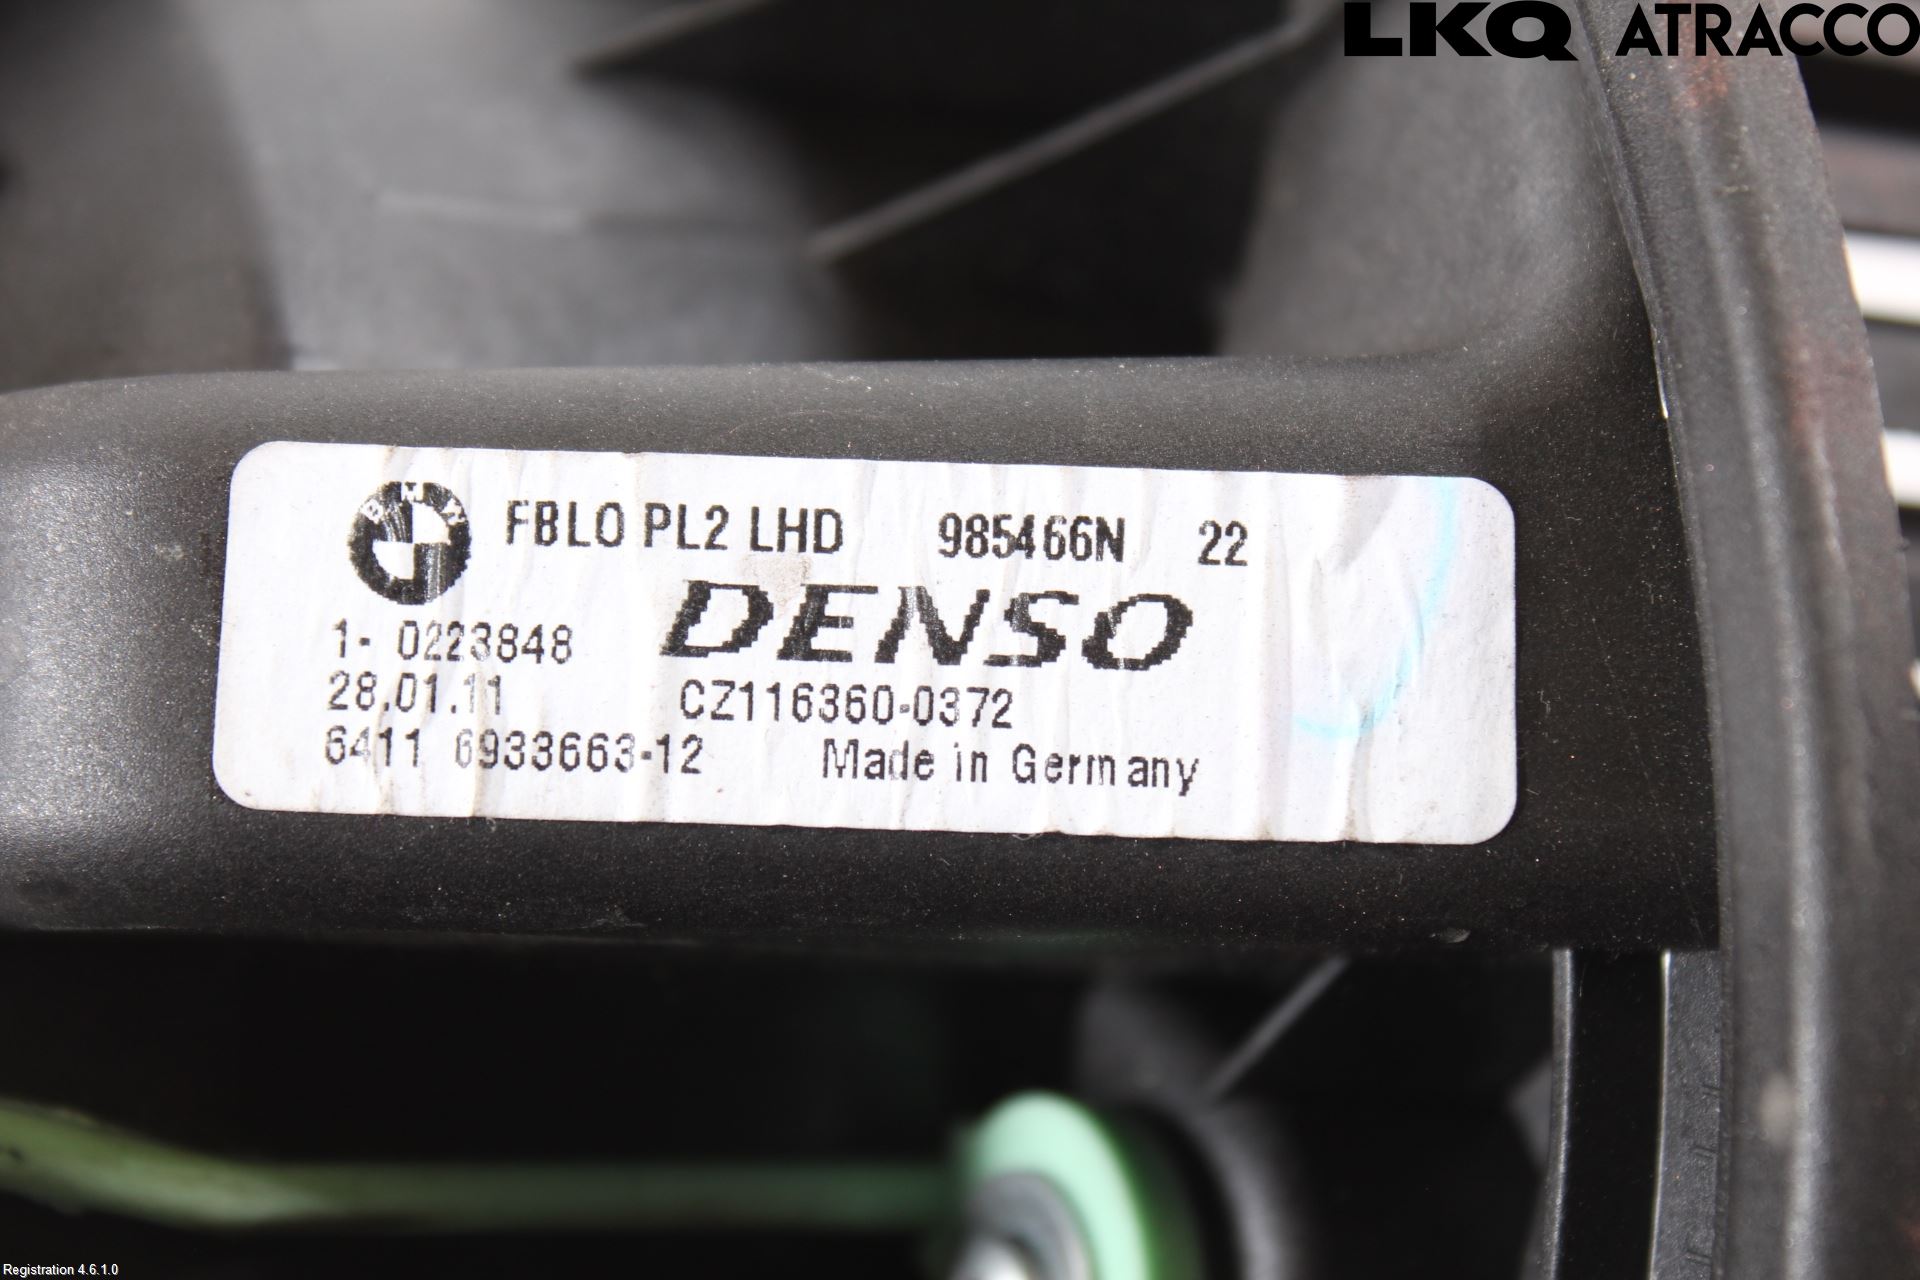 LKQ ATRACCO
BMW
FBLO PL2 LHD 985466N 22
DENSO
1- 0223848
28.01.11 CZ116360-0372
6411 6933663-12 Made in Germany
Registration 4.6.1.0